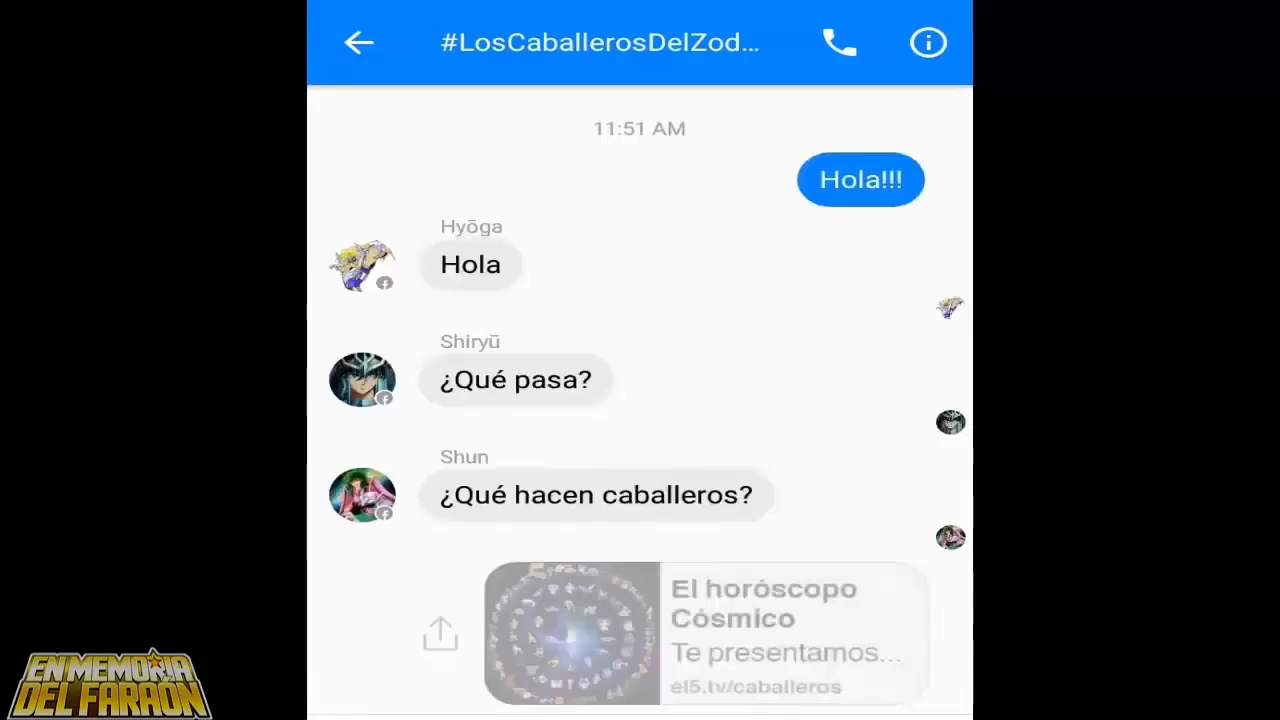 #LosCaballerosDelZod...
11:51 AM
Hola!!!
Hyōga
Hola
Shiryū
¿Qué pasa?
Shun
¿Qué hacen caballeros?
El horóscopo
Cósmico
Te presentamos...
el5.tv/caballeros
EN MEMORIA
DEL FARAON